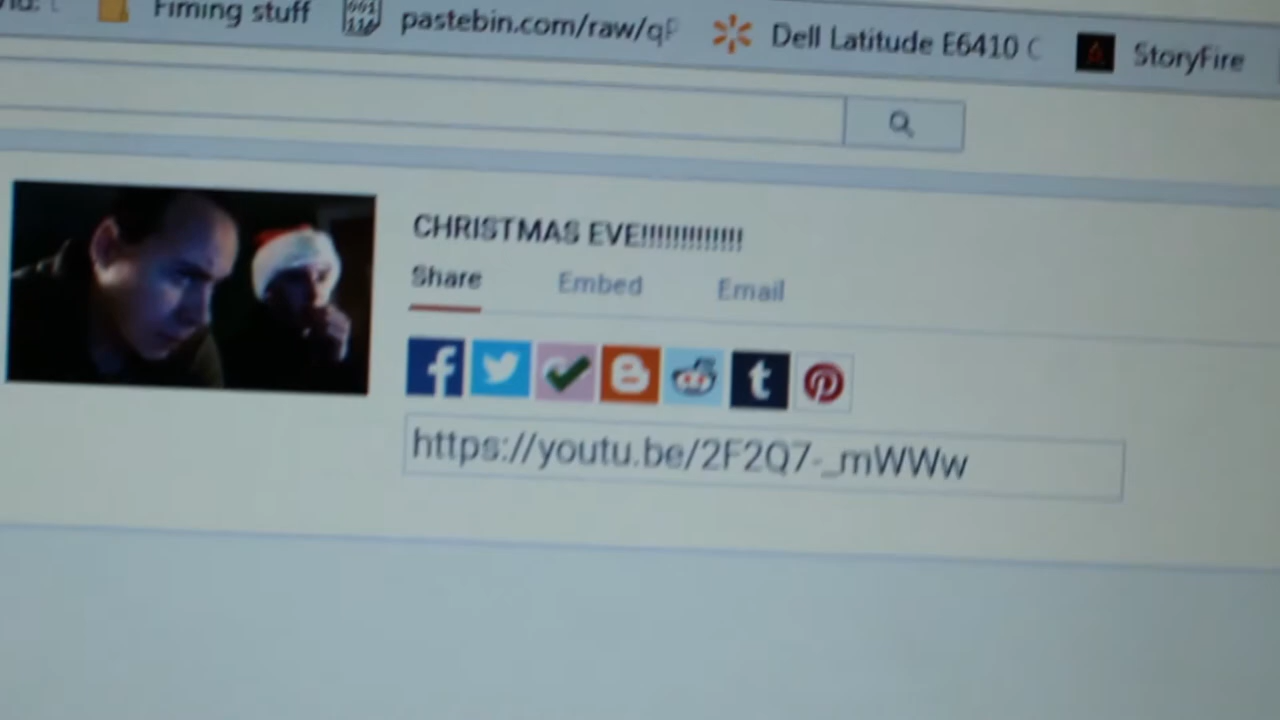 Fiming stuff
pastebin.com/raw/q
Dell Latitude E6410
StoryFire
CHRISTMAS EVE!!!!!!!!!!!!!!
Share Embed Email
https://youtu.be/2F2Q7-_mWWw